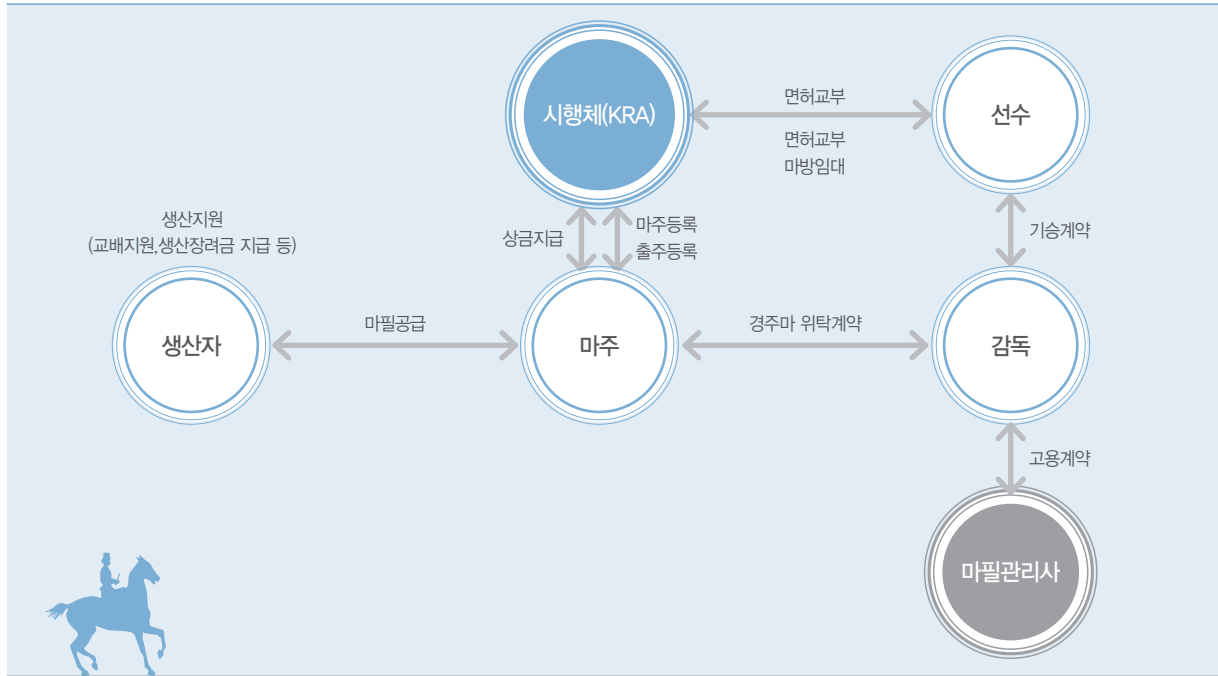 시행체(KRA)
면허교부
면허교부
마방임대
선수
생산지원
(교배지원,생산장려금 지급 등)
상금지급
마주등록
출주등록
기승계약
생산자
마필공급
마주
경주마 위탁계약
감독
고용계약
마필관리사